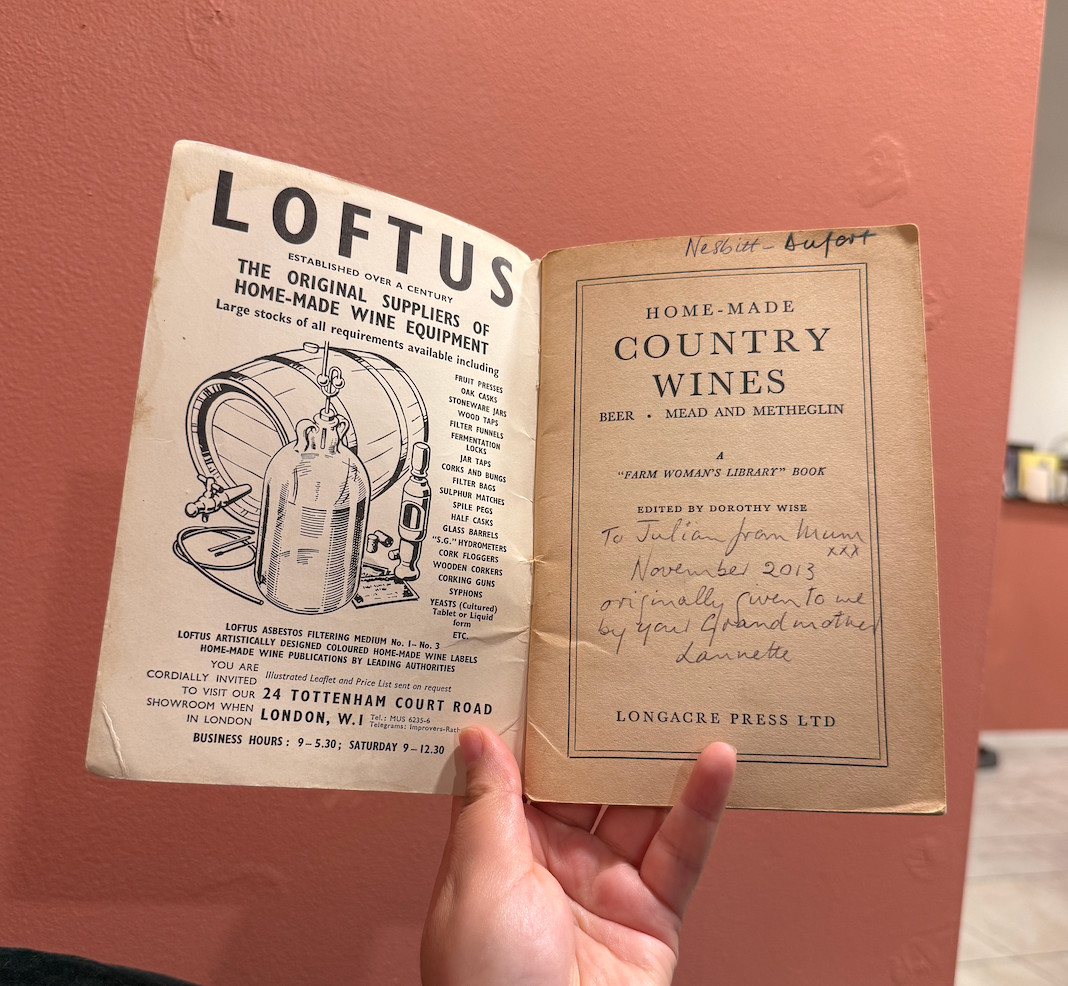 LOFTUS
ESTABLISHED OVER A CENTURY
THE ORIGINAL SUPPLIERS OF
HOME-MADE WINE EQUIPMENT
Large stocks of all requirements available including
FRUIT PRESSES
OAK CASKS
STONEWARE JARS
WOOD TAPS
FILTER FUNNELS
FERMENTATION
LOCKS
JAR TAPS
CORKS AND BUNGS
FILTER BAGS
SULPHUR MATCHES
SPILE PEGS
HALF CASKS
GLASS BARRELS
"S.G." HYDROMETERS
CORK FLOGGERS
WOODEN CORKERS
CORKING GUNS
SYPHONS
YEASTS (Cultured)
Tablet or Liquid
form
ETC.
LOFTUS ASBESTOS FILTERING MEDIUM No. 1–No. 3
LOFTUS ARTISTICALLY DESIGNED COLOURED HOME-MADE WINE LABELS
HOME-MADE WINE PUBLICATIONS BY LEADING AUTHORITIES
YOU ARE
CORDIALLY INVITED
TO VISIT OUR
SHOWROOM WHEN
IN LONDON
Illustrated Leaflet and Price List sent on request
24 TOTTENHAM COURT ROAD
LONDON, W.1
Tel.: MUS 6235-6
Telegrams: Improvers-Rath
BUSINESS HOURS: 9–5.30; SATURDAY 9–12.30
Nesbitt-Dufort
HOME-MADE
COUNTRY
WINES
BEER · MEAD AND METHEGLIN
A
"FARM WOMAN'S LIBRARY" BOOK
EDITED BY DOROTHY WISE
To Julian from Mum
xxx
November 2013
originally given to me
by your Grandmother
Lannette
LONGACRE PRESS LTD